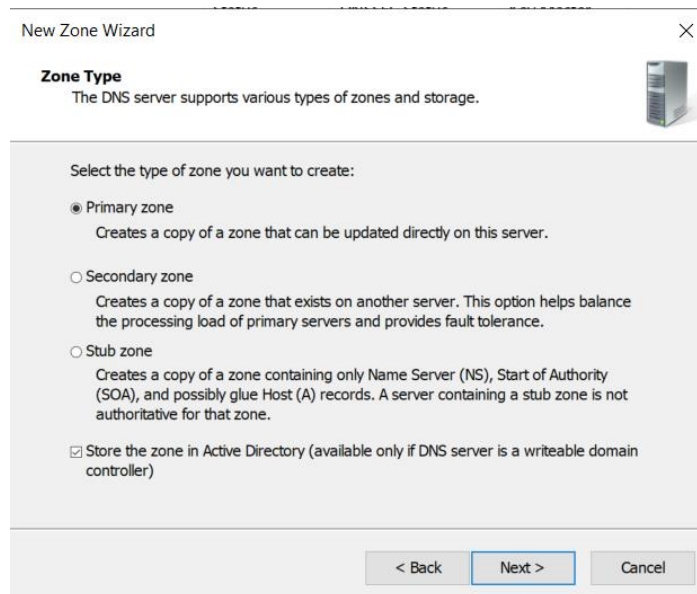 New Zone Wizard
Zone Type
The DNS server supports various types of zones and storage.
Select the type of zone you want to create:
Primary zone
Creates a copy of a zone that can be updated directly on this server.
Secondary zone
Creates a copy of a zone that exists on another server. This option helps balance
the processing load of primary servers and provides fault tolerance.
Stub zone
Creates a copy of a zone containing only Name Server (NS), Start of Authority
(SOA), and possibly glue Host (A) records. A server containing a stub zone is not
authoritative for that zone.
Store the zone in Active Directory (available only if DNS server is a writeable domain
controller)
< Back Next > Cancel